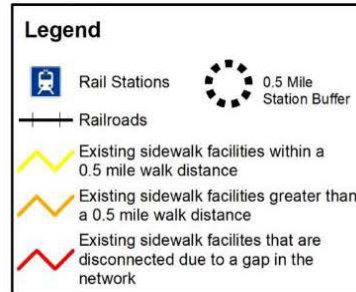 Legend
Rail Stations
0.5 Mile
Station Buffer
Railroads
Existing sidewalk facilities within a
0.5 mile walk distance
Existing sidewalk facilities greater than
a 0.5 mile walk distance
Existing sidewalk facilites that are
disconnected due to a gap in the
network